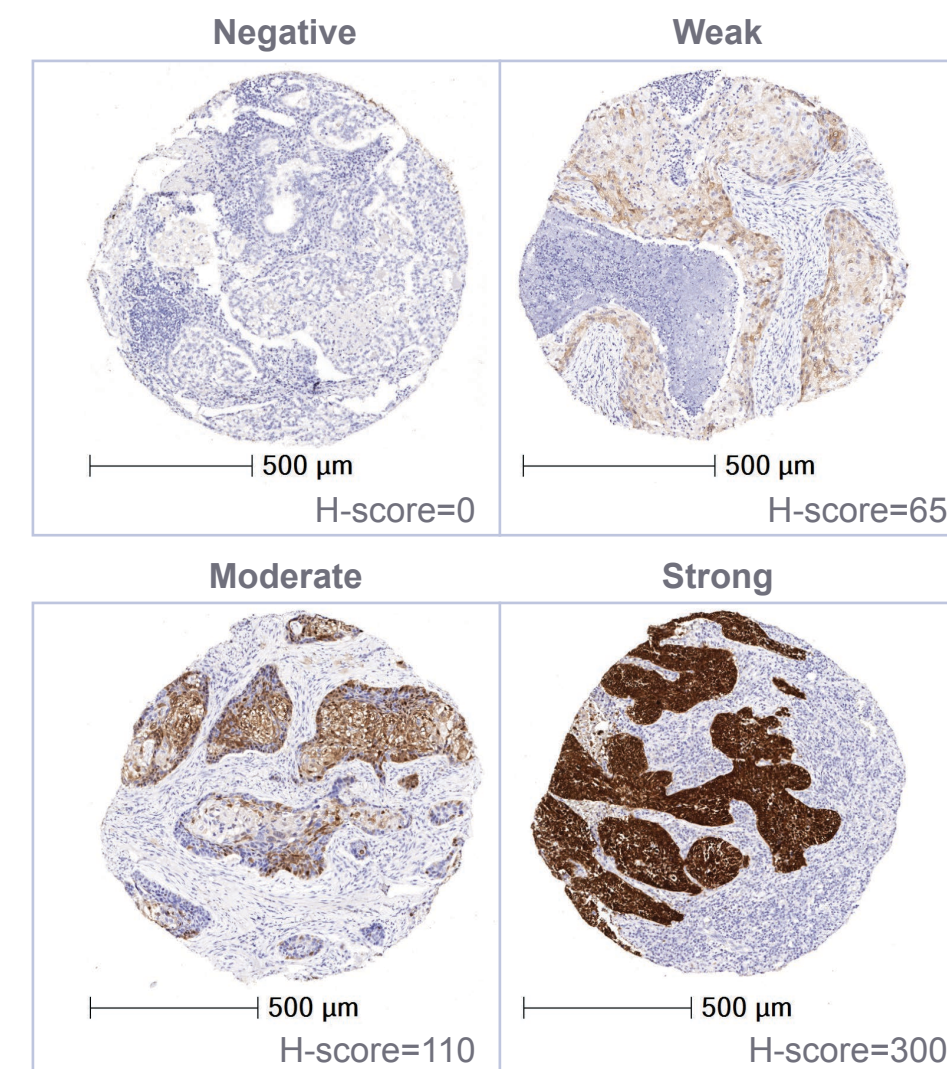 Negative
Weak
500 µm
500 µm
H-score=0
H-score=65
Moderate
Strong
500 µm
500 µm
H-score=110
H-score=300